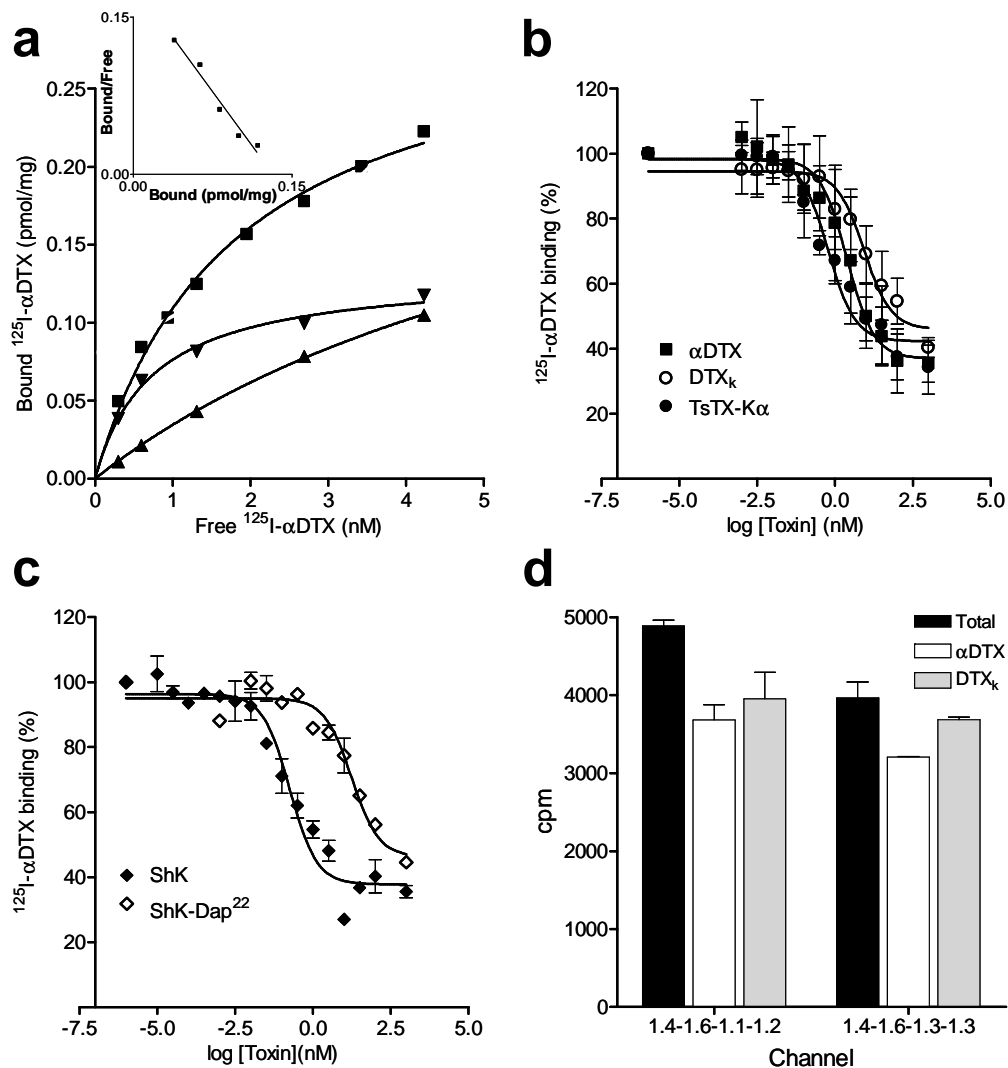 a
0.15
Bound/Free
0.00
0.00
0.15
Bound (pmol/mg)
0.25
0.20
0.15
0.10
0.05
0.00
Bound ¹²⁵I-αDTX (pmol/mg)
0 1 2 3 4 5
Free ¹²⁵I-αDTX (nM)
b
120
100
80
60
40
20
¹²⁵I-αDTX binding (%)
αDTX
DTXₖ
TsTX-Kα
-7.5 -5.0 -2.5 0.0 2.5 5.0
log [Toxin] (nM)
c
120
100
80
60
40
20
¹²⁵I-αDTX binding (%)
ShK
ShK-Dap²²
-7.5 -5.0 -2.5 0.0 2.5 5.0
log [Toxin](nM)
d
5000
4000
3000
2000
1000
0
cpm
Total
αDTX
DTXₖ
1.4-1.6-1.1-1.2 1.4-1.6-1.3-1.3
Channel